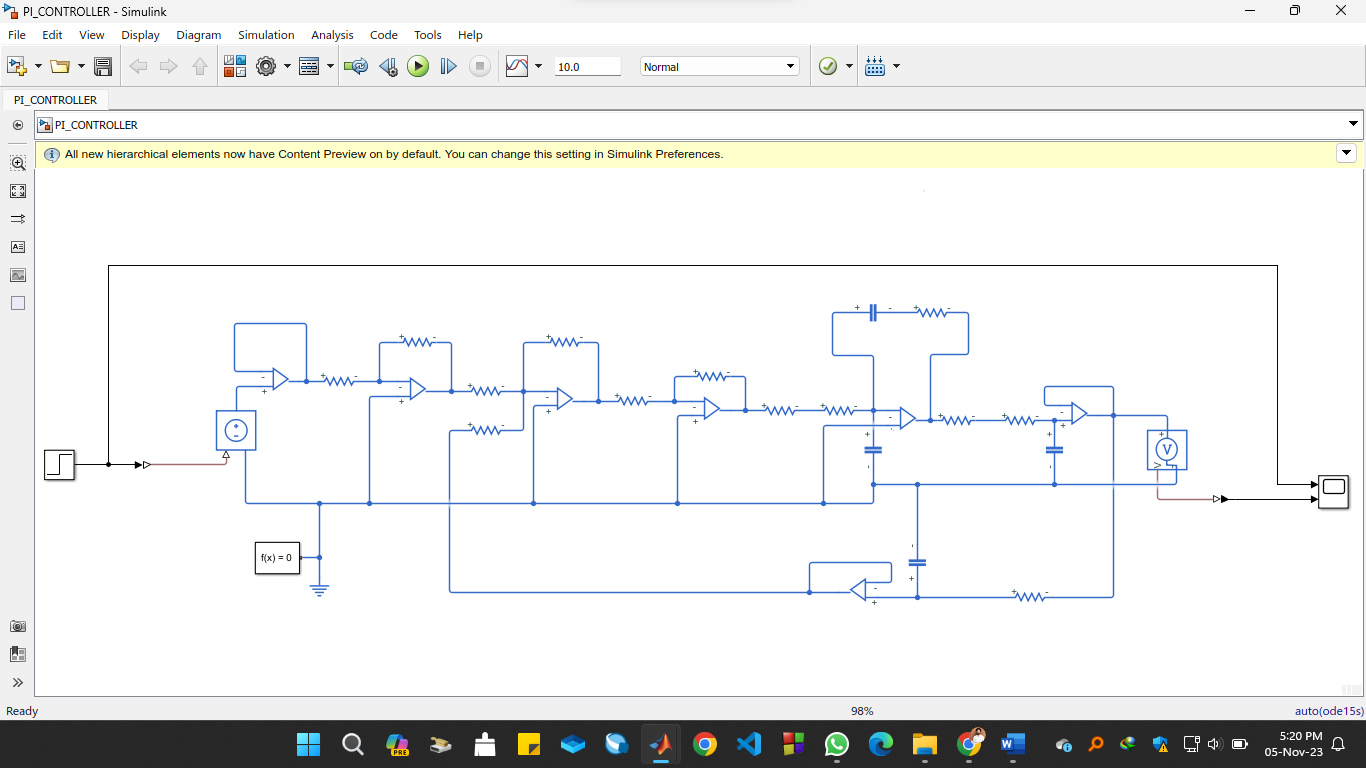 PI_CONTROLLER - Simulink
File Edit View Display Diagram Simulation Analysis Code Tools Help
10.0 Normal
PI_CONTROLLER
PI_CONTROLLER
All new hierarchical elements now have Content Preview on by default. You can change this setting in Simulink Preferences.
V
V
f(x) = 0
Ready 98% auto(ode15s)
PRE
W
5:20 PM
05-Nov-23